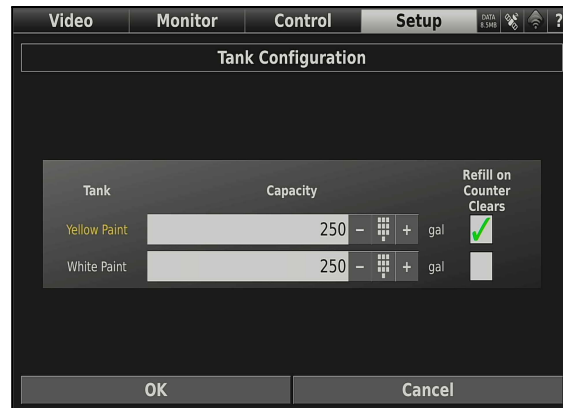 Video Monitor Control Setup DATA 8.5MB ?
Tank Configuration
Tank Capacity Refill on Counter Clears
Yellow Paint 250 - + gal
White Paint 250 - + gal
OK Cancel